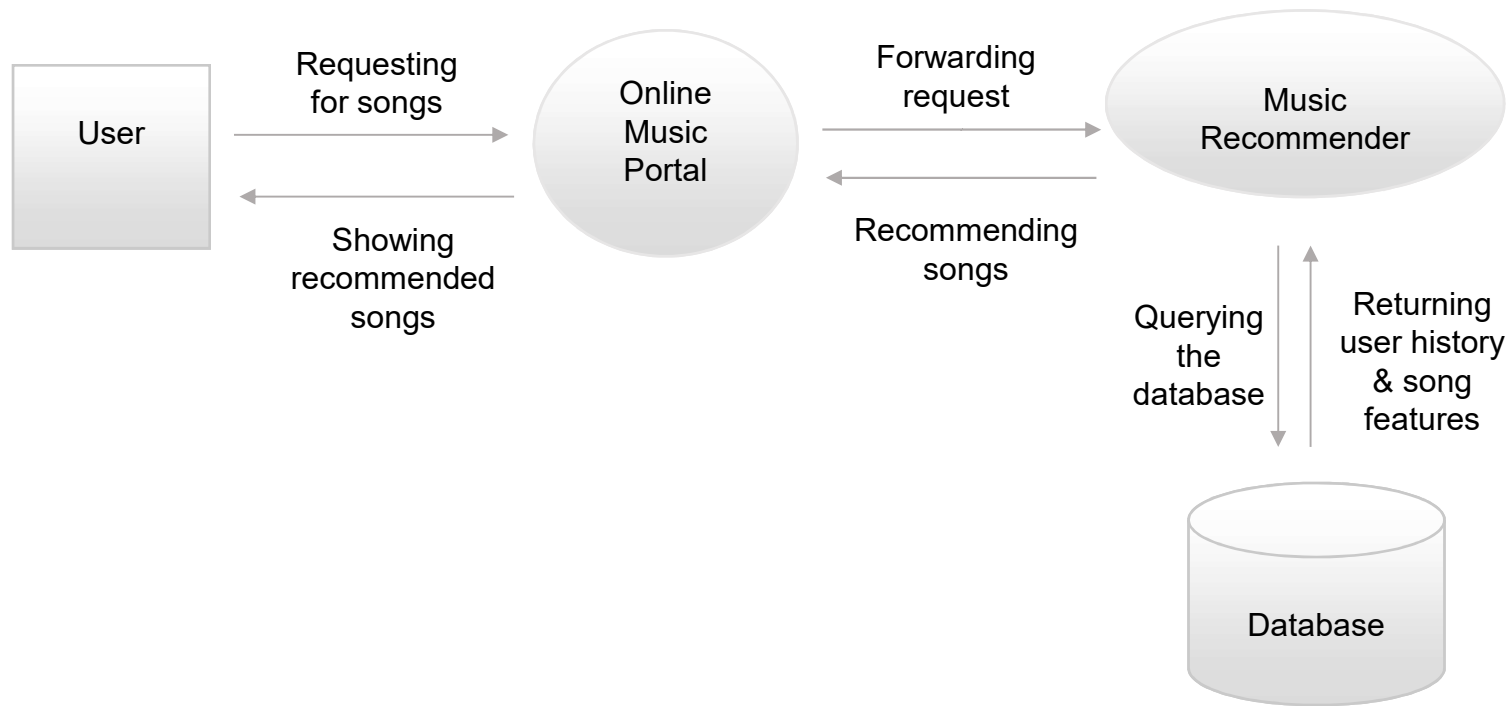 User
Requesting
for songs
Showing
recommended
songs
Online
Music
Portal
Forwarding
request
Recommending
songs
Music
Recommender
Querying
the
database
Returning
user history
& song
features
Database